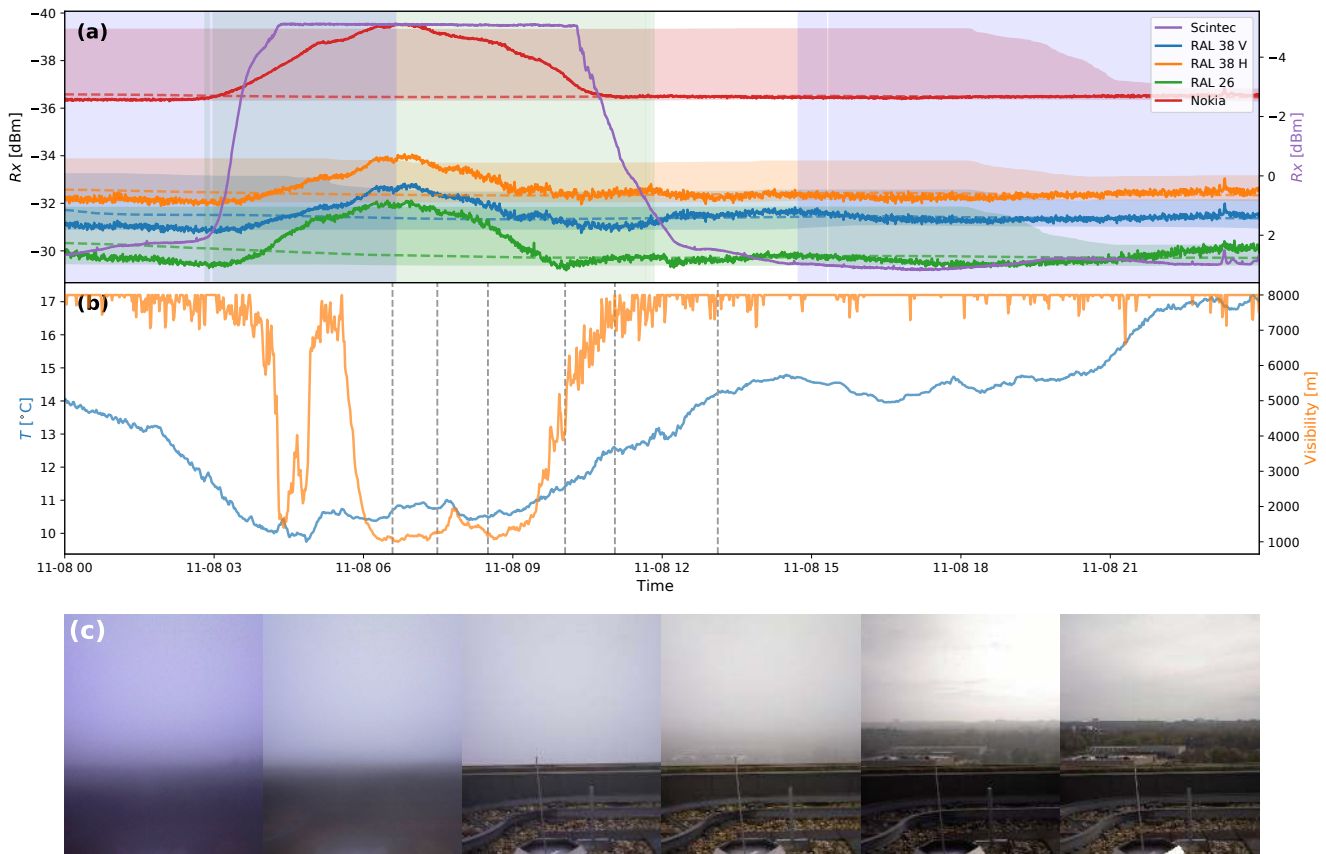 (a)
−40
−38
−36
−34
−32
−30
Rx [dBm]
−4
−2
0
2
Rx [dBm]
Scintec
RAL 38 V
RAL 38 H
RAL 26
Nokia
(b)
17
16
15
14
13
12
11
10
T [°C]
8000
7000
6000
5000
4000
3000
2000
1000
Visibility [m]
11-08 00 11-08 03 11-08 06 11-08 09 11-08 12 11-08 15 11-08 18 11-08 21
Time
(c)